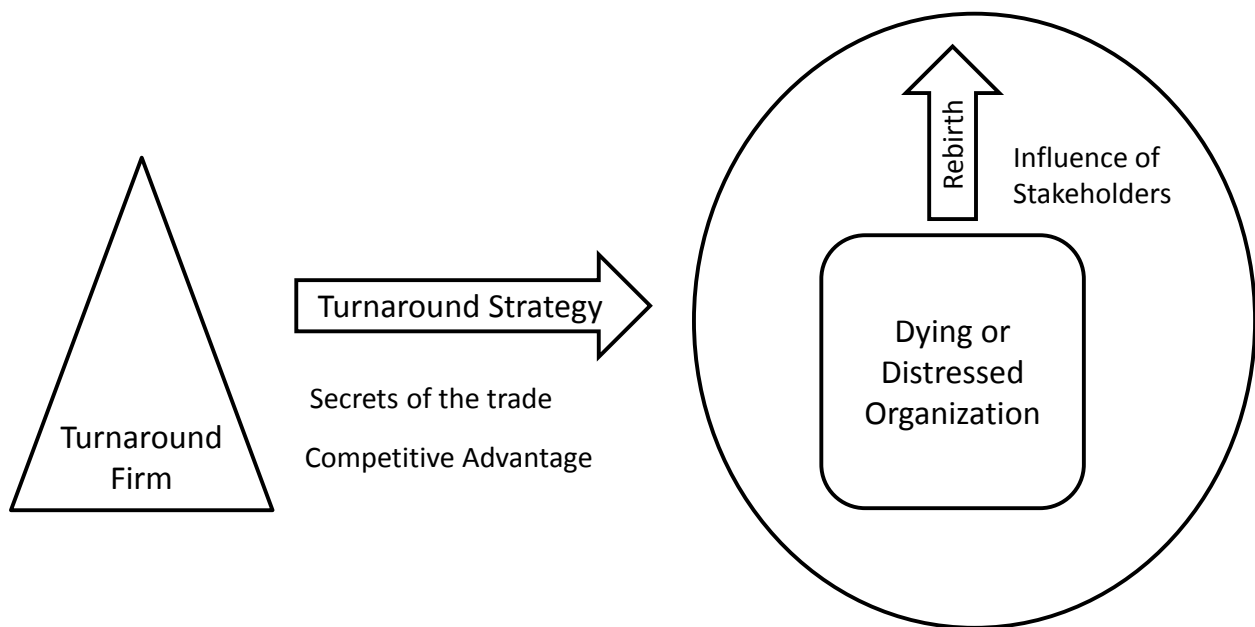 Turnaround
Firm
Turnaround Strategy
Secrets of the trade
Competitive Advantage
Rebirth
Influence of
Stakeholders
Dying or
Distressed
Organization